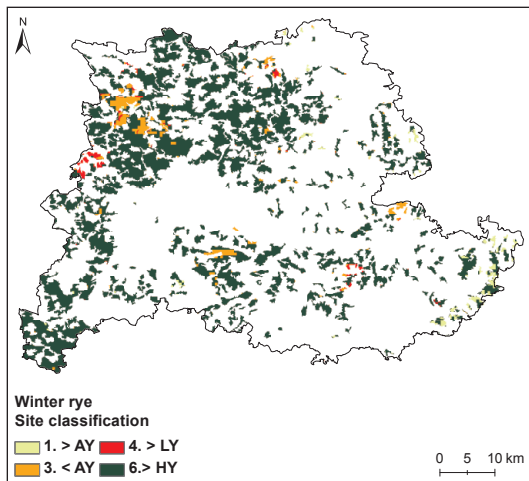 N
Winter rye
Site classification
1. > AY 4. > LY
3. < AY 6.> HY
0 5 10 km